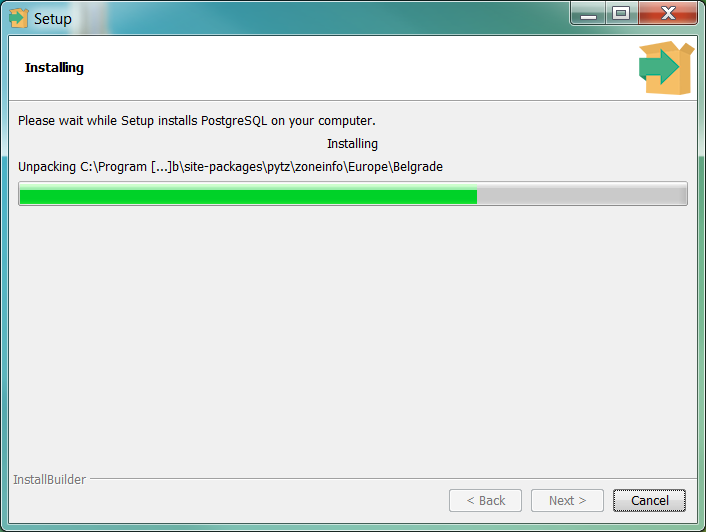 Setup
Installing
Please wait while Setup installs PostgreSQL on your computer.
Installing
Unpacking C:\Program [...]b\site-packages\pytz\zoneinfo\Europe\Belgrade
InstallBuilder
< Back
Next >
Cancel